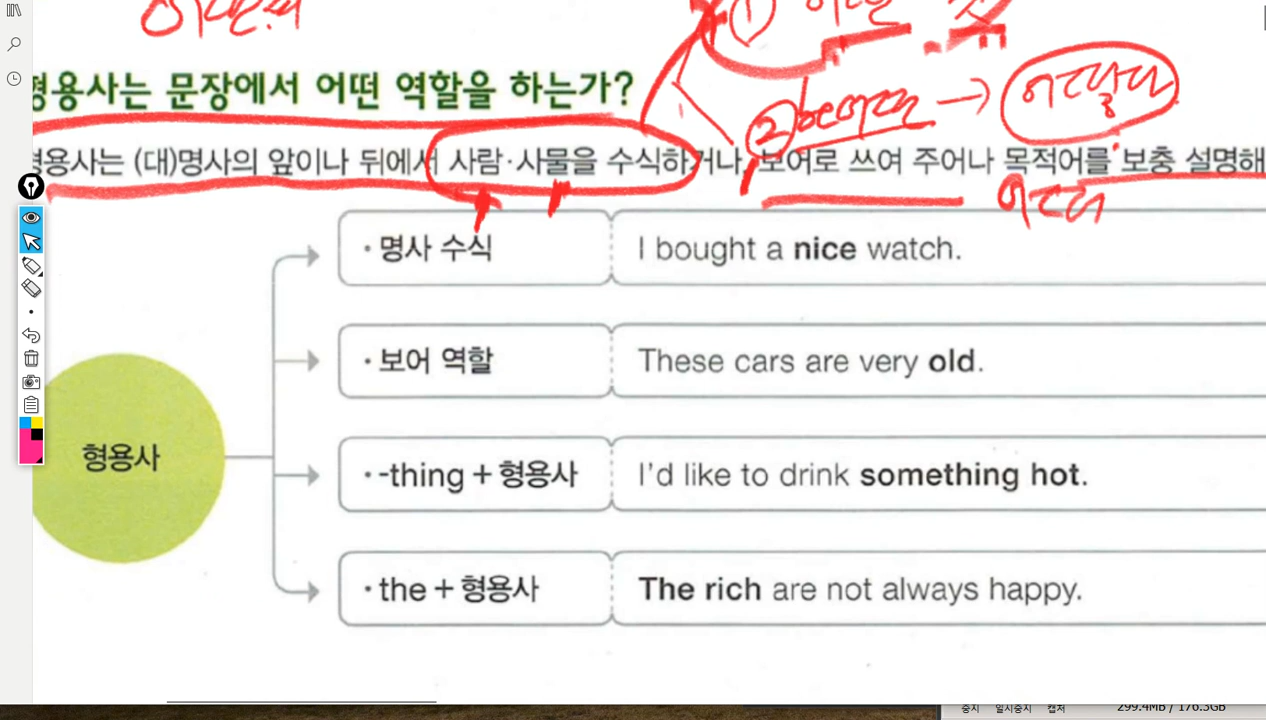 ①
형용사는 문장에서 어떤 역할을 하는가?
② be어떤 → 어떻다
형용사는 (대)명사의 앞이나 뒤에서 사람·사물을 수식하거나, 보어로 쓰여 주어나 목적어를 보충 설명해
· 명사 수식
I bought a nice watch.
· 보어 역할
These cars are very old.
형용사
· -thing + 형용사
I'd like to drink something hot.
· the + 형용사
The rich are not always happy.
중지 일시중지 캡처 299.4MB / 176.3GB